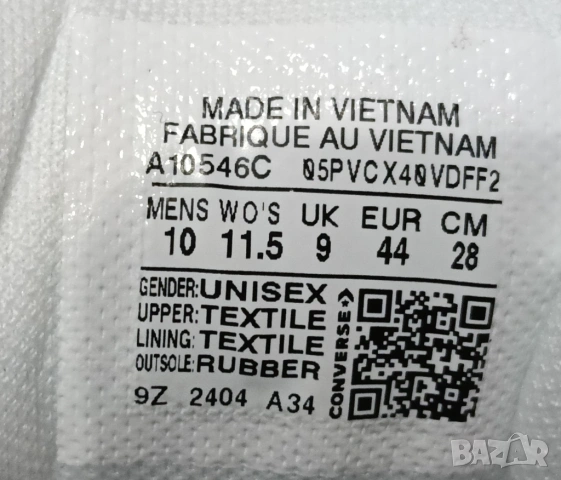 MADE IN VIETNAM
FABRIQUE AU VIETNAM
A10546C 05PVCX40VDFF2
MENS WO'S UK EUR CM
10 11.5 9 44 28
GENDER: UNISEX
UPPER: TEXTILE
LINING: TEXTILE
OUTSOLE: RUBBER
9Z 2404 A34
CONVERSE
BAZAR